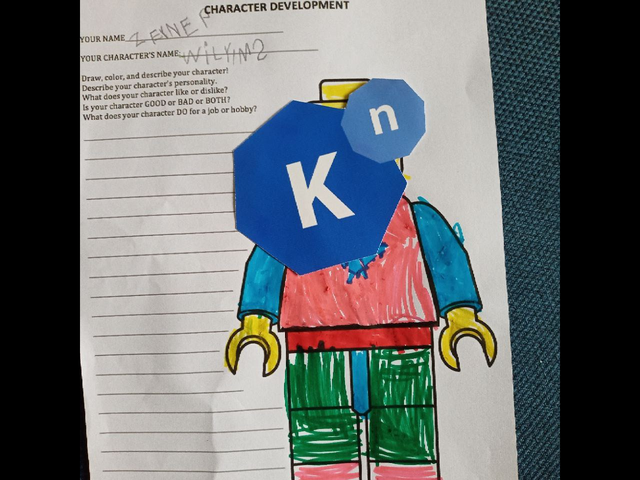 CHARACTER DEVELOPMENT
YOUR NAME ZEYNEP
YOUR CHARACTER'S NAME
Draw, color, and describe your character!
Describe your character's personality.
What does your character like or dislike?
Is your character GOOD or BAD or BOTH?
What does your character DO for a job or hobby?
n
K